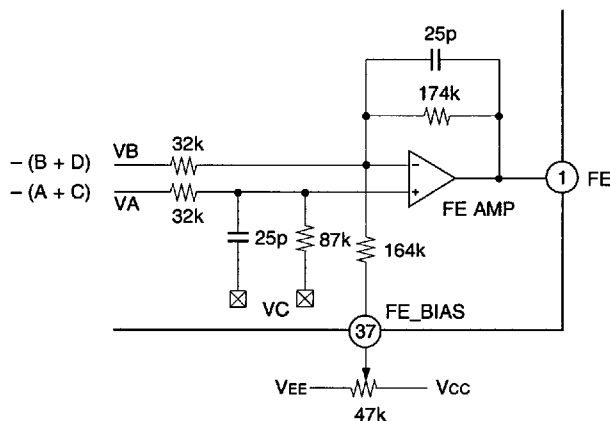 25p
174k
− (B + D) VB 32k
−
1 FE
− (A + C) VA 32k
+
FE AMP
25p 87k 164k
VC
FE_BIAS
37
VEE VCC
47k